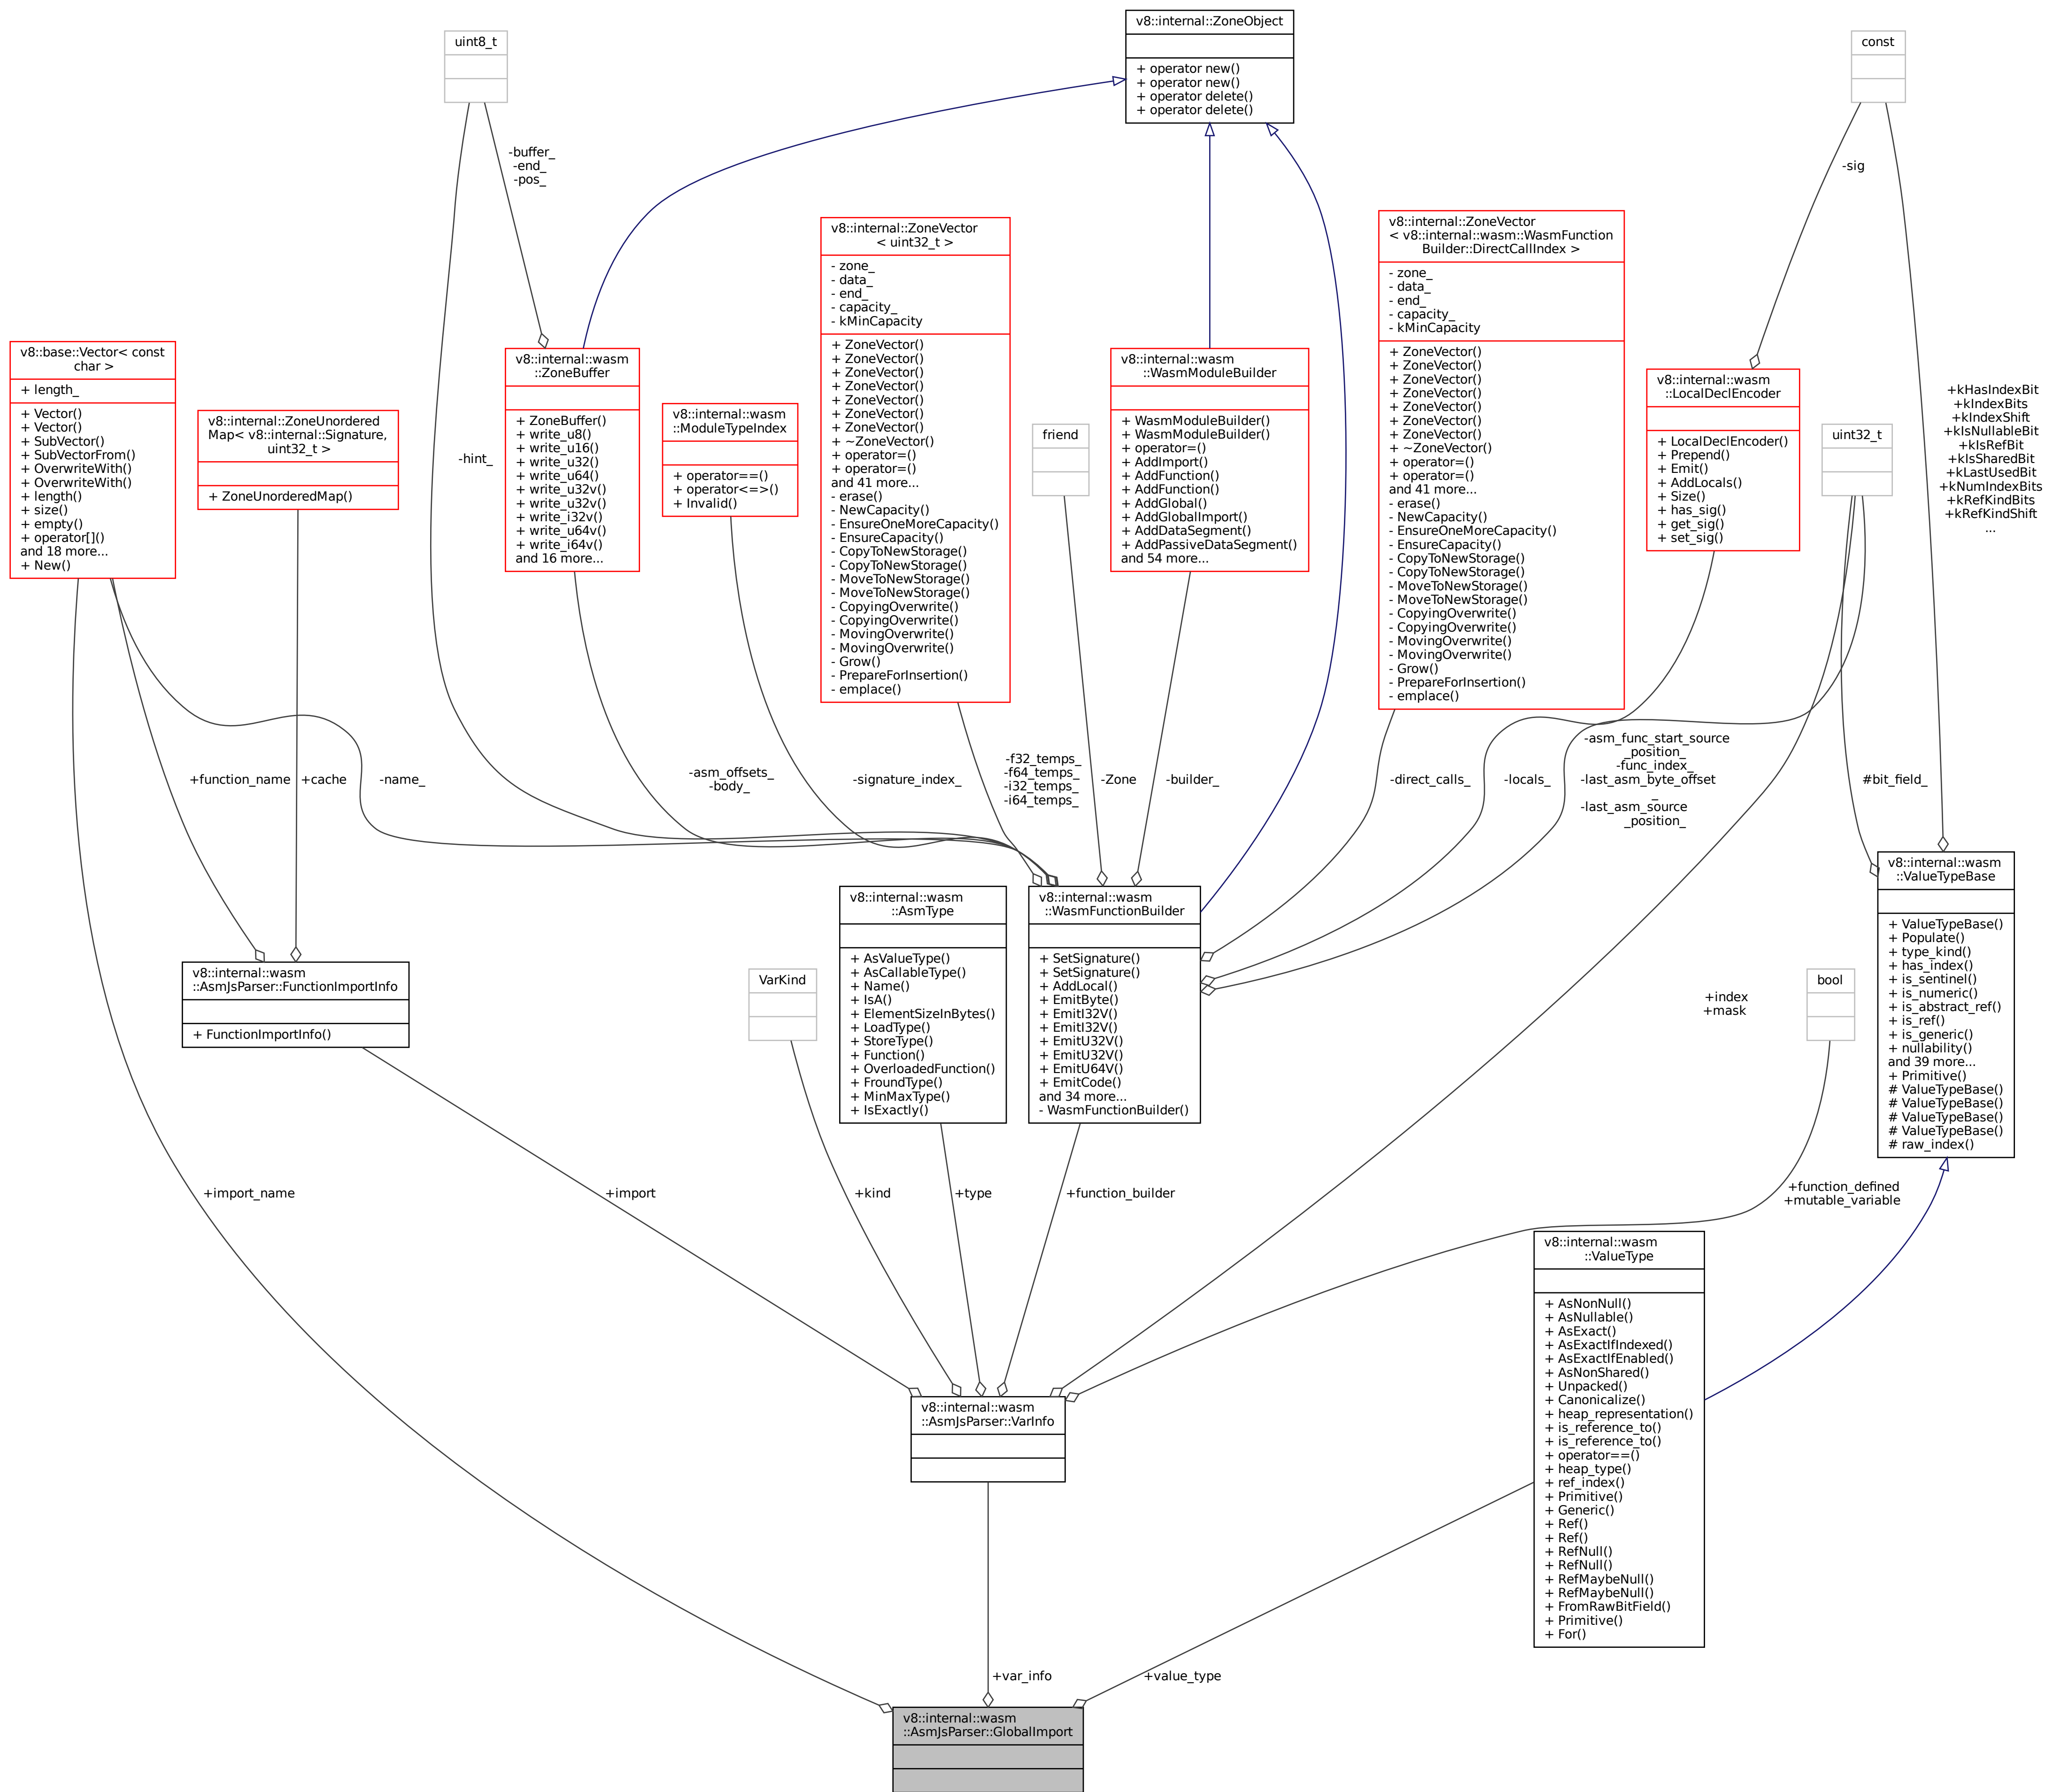 v8::internal::ZoneObject
+ operator new()
+ operator new()
+ operator delete()
+ operator delete()
uint8_t
const
-buffer_
-end_
-pos_
-sig
v8::internal::ZoneVector
< uint32_t >
- zone_
- data_
- end_
- capacity_
- kMinCapacity
+ ZoneVector()
+ ZoneVector()
+ ZoneVector()
+ ZoneVector()
+ ZoneVector()
+ ZoneVector()
+ ZoneVector()
+ ~ZoneVector()
+ operator=()
+ operator=()
and 41 more...
- erase()
- NewCapacity()
- EnsureOneMoreCapacity()
- EnsureCapacity()
- CopyToNewStorage()
- CopyToNewStorage()
- MoveToNewStorage()
- MoveToNewStorage()
- CopyingOverwrite()
- CopyingOverwrite()
- MovingOverwrite()
- MovingOverwrite()
- Grow()
- PrepareForInsertion()
- emplace()
v8::internal::ZoneVector
< v8::internal::wasm::WasmFunction
Builder::DirectCallIndex >
- zone_
- data_
- end_
- capacity_
- kMinCapacity
+ ZoneVector()
+ ZoneVector()
+ ZoneVector()
+ ZoneVector()
+ ZoneVector()
+ ZoneVector()
+ ZoneVector()
+ ~ZoneVector()
+ operator=()
+ operator=()
and 41 more...
- erase()
- NewCapacity()
- EnsureOneMoreCapacity()
- EnsureCapacity()
- CopyToNewStorage()
- CopyToNewStorage()
- MoveToNewStorage()
- MoveToNewStorage()
- CopyingOverwrite()
- CopyingOverwrite()
- MovingOverwrite()
- MovingOverwrite()
- Grow()
- PrepareForInsertion()
- emplace()
v8::base::Vector< const
char >
+ length_
+ Vector()
+ Vector()
+ SubVector()
+ SubVectorFrom()
+ OverwriteWith()
+ OverwriteWith()
+ length()
+ size()
+ empty()
+ operator[]()
and 18 more...
+ New()
v8::internal::ZoneUnordered
Map< v8::internal::Signature,
uint32_t >
+ ZoneUnorderedMap()
-hint_
v8::internal::wasm
::ZoneBuffer
+ ZoneBuffer()
+ write_u8()
+ write_u16()
+ write_u32()
+ write_u64()
+ write_u32v()
+ write_u32v()
+ write_i32v()
+ write_u64v()
+ write_i64v()
and 16 more...
v8::internal::wasm
::ModuleTypeIndex
+ operator==()
+ operator<=>()
+ Invalid()
friend
v8::internal::wasm
::WasmModuleBuilder
+ WasmModuleBuilder()
+ WasmModuleBuilder()
+ operator=()
+ AddImport()
+ AddFunction()
+ AddFunction()
+ AddGlobal()
+ AddGlobalImport()
+ AddDataSegment()
+ AddPassiveDataSegment()
and 54 more...
v8::internal::wasm
::LocalDeclEncoder
+ LocalDeclEncoder()
+ Prepend()
+ Emit()
+ AddLocals()
+ Size()
+ has_sig()
+ get_sig()
+ set_sig()
uint32_t
+kHasIndexBit
+kIndexBits
+kIndexShift
+kIsNullableBit
+kIsRefBit
+kIsSharedBit
+kLastUsedBit
+kNumIndexBits
+kRefKindBits
+kRefKindShift
...
+function_name
+cache
-name_
-asm_offsets_
-body_
-signature_index_
-f32_temps_
-f64_temps_
-i32_temps_
-i64_temps_
-Zone
-builder_
-direct_calls_
-locals_
-asm_func_start_source
_position_
-func_index_
-last_asm_byte_offset
_
-last_asm_source
_position_
#bit_field_
v8::internal::wasm
::AsmJsParser::FunctionImportInfo
+ FunctionImportInfo()
VarKind
v8::internal::wasm
::AsmType
+ AsValueType()
+ AsCallableType()
+ Name()
+ IsA()
+ ElementSizeInBytes()
+ LoadType()
+ StoreType()
+ Function()
+ OverloadedFunction()
+ FroundType()
+ MinMaxType()
+ IsExactly()
v8::internal::wasm
::WasmFunctionBuilder
+ SetSignature()
+ SetSignature()
+ AddLocal()
+ EmitByte()
+ EmitI32V()
+ EmitI32V()
+ EmitU32V()
+ EmitU32V()
+ EmitU64V()
+ EmitCode()
and 34 more...
- WasmFunctionBuilder()
+index
+mask
bool
v8::internal::wasm
::ValueTypeBase
+ ValueTypeBase()
+ Populate()
+ type_kind()
+ has_index()
+ is_sentinel()
+ is_numeric()
+ is_abstract_ref()
+ is_ref()
+ is_generic()
+ nullability()
and 39 more...
+ Primitive()
# ValueTypeBase()
# ValueTypeBase()
# ValueTypeBase()
# ValueTypeBase()
# raw_index()
+import_name
+import
+kind
+type
+function_builder
+function_defined
+mutable_variable
v8::internal::wasm
::ValueType
+ AsNonNull()
+ AsNullable()
+ AsExact()
+ AsExactIfIndexed()
+ AsExactIfEnabled()
+ AsNonShared()
+ Unpacked()
+ Canonicalize()
+ heap_representation()
+ is_reference_to()
+ is_reference_to()
+ operator==()
+ heap_type()
+ ref_index()
+ Primitive()
+ Generic()
+ Ref()
+ Ref()
+ RefNull()
+ RefNull()
+ RefMaybeNull()
+ RefMaybeNull()
+ FromRawBitField()
+ Primitive()
+ For()
v8::internal::wasm
::AsmJsParser::VarInfo
+var_info
+value_type
v8::internal::wasm
::AsmJsParser::GlobalImport